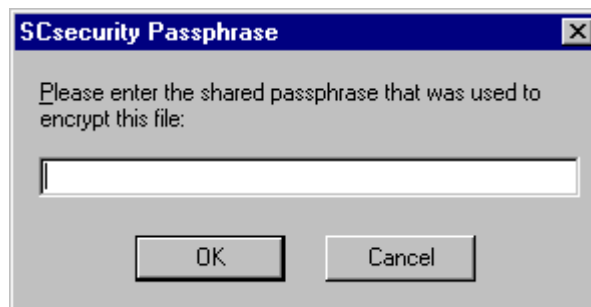 SCsecurity Passphrase
Please enter the shared passphrase that was used to
encrypt this file:
OK
Cancel